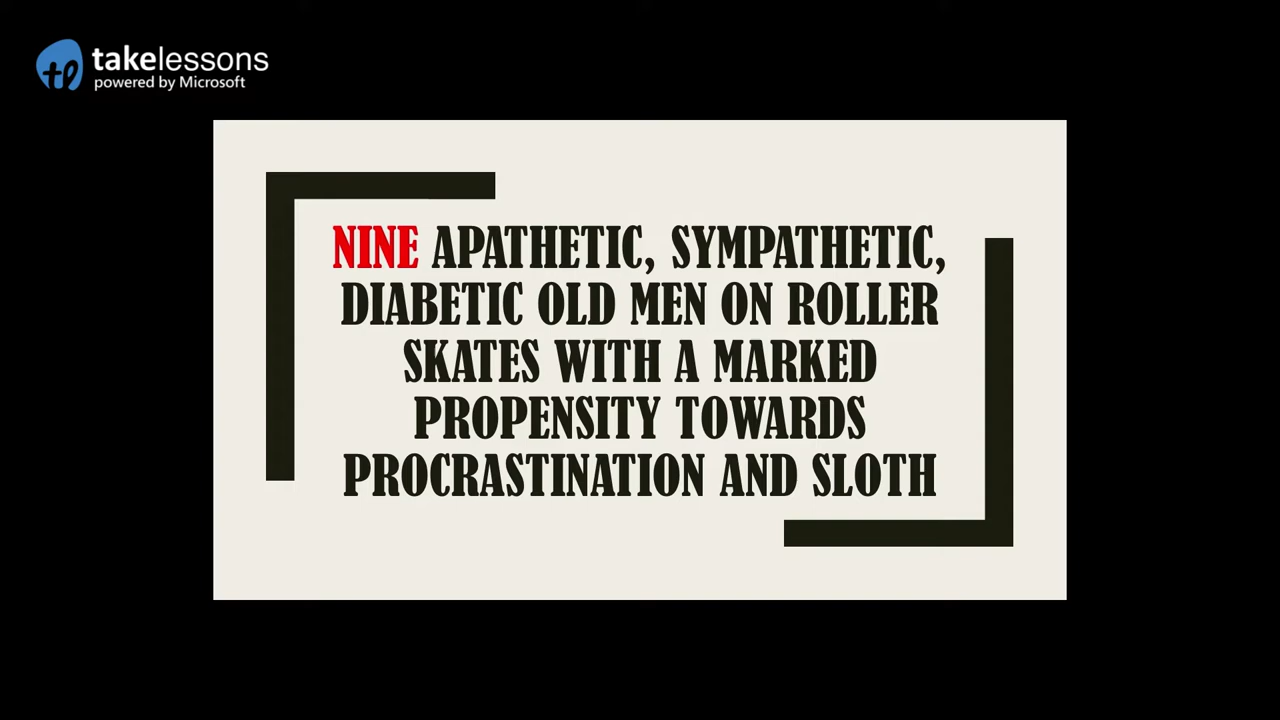 takelessons
powered by Microsoft
NINE APATHETIC, SYMPATHETIC,
DIABETIC OLD MEN ON ROLLER
SKATES WITH A MARKED
PROPENSITY TOWARDS
PROCRASTINATION AND SLOTH